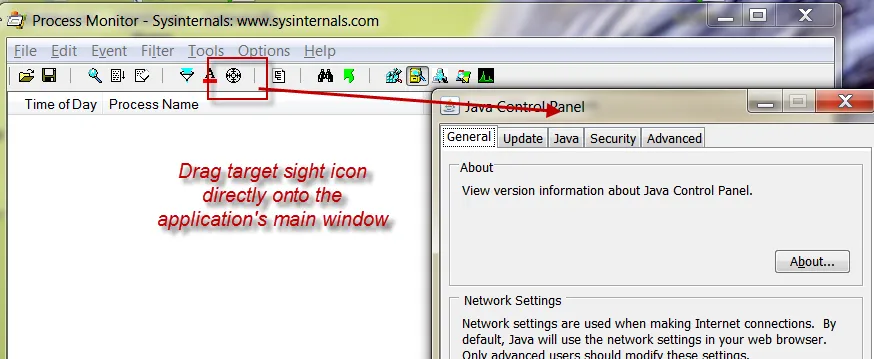 Process Monitor - Sysinternals: www.sysinternals.com
File Edit Event Filter Tools Options Help
Time of Day Process Name
Drag target sight icon
directly onto the
application's main window
Java Control Panel
General Update Java Security Advanced
About
View version information about Java Control Panel.
About...
Network Settings
Network settings are used when making Internet connections. By
default, Java will use the network settings in your web browser.
Only advanced users should modify these settings.